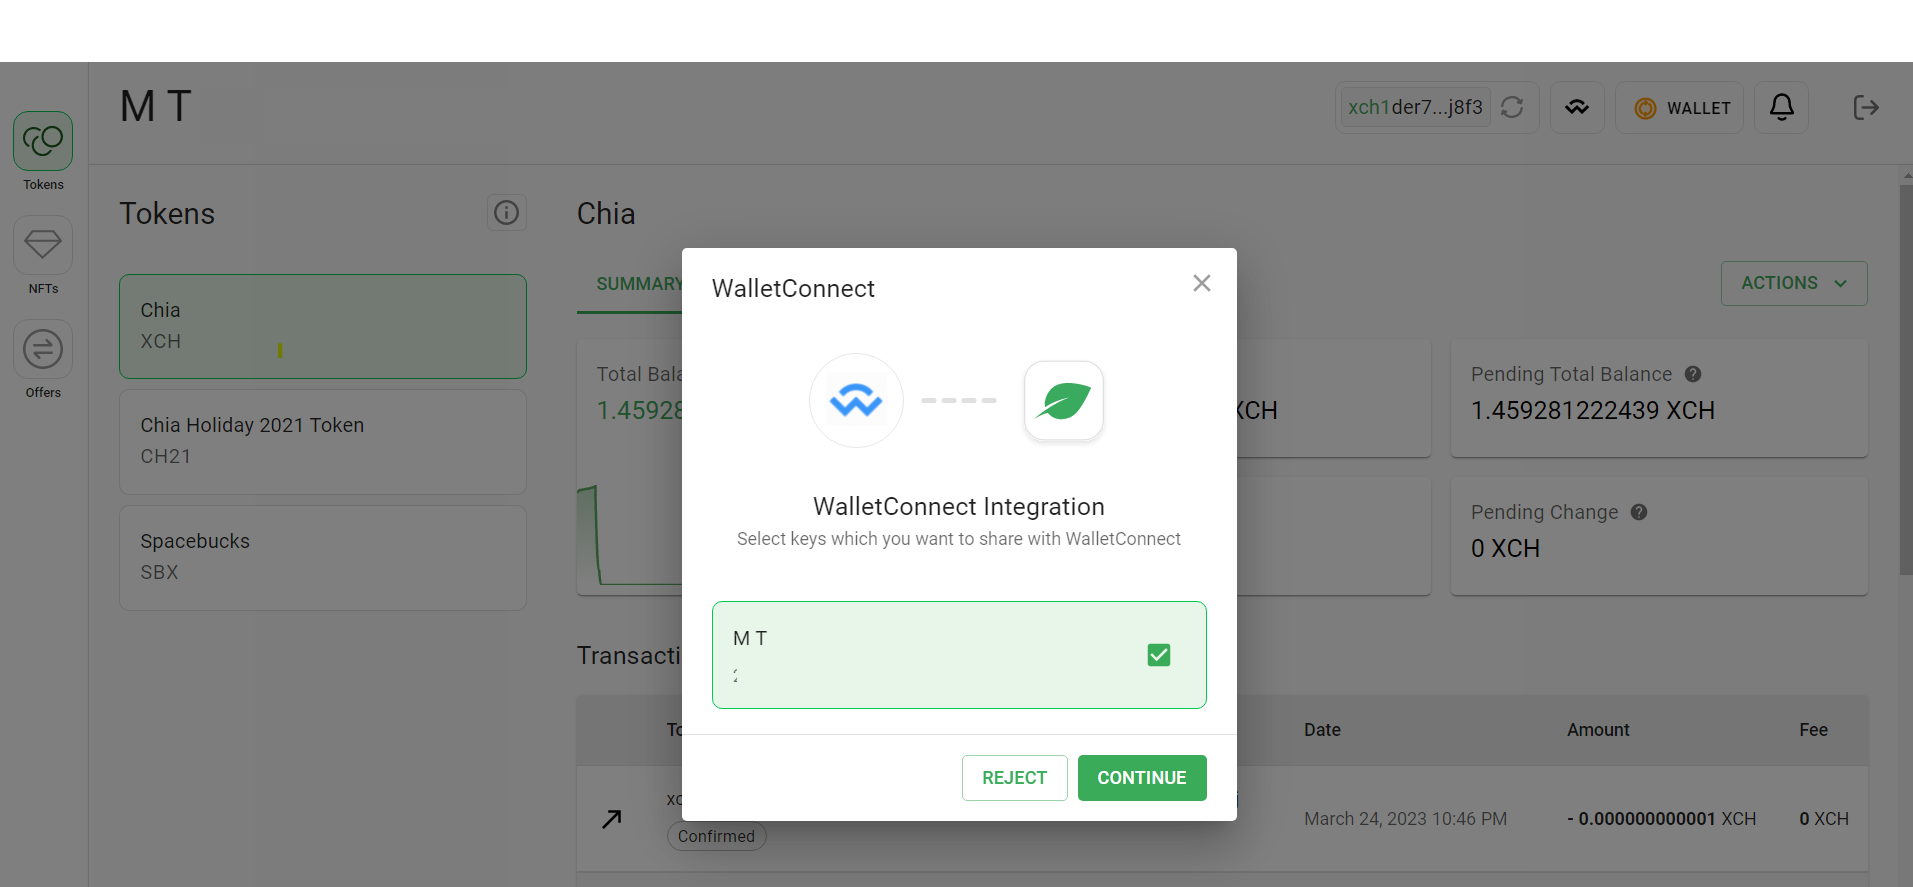 M T
xch1der7...j8f3
WALLET
Tokens
NFTs
Offers
Tokens
Chia
XCH
Chia Holiday 2021 Token
CH21
Spacebucks
SBX
Chia
SUMMARY
ACTIONS
Total Bala
1.45928
XCH
Pending Total Balance
1.459281222439 XCH
Pending Change
0 XCH
Transacti
To
Date
Amount
Fee
xc
Confirmed
March 24, 2023 10:46 PM
- 0.000000000001 XCH
0 XCH
WalletConnect
WalletConnect Integration
Select keys which you want to share with WalletConnect
M T
REJECT
CONTINUE